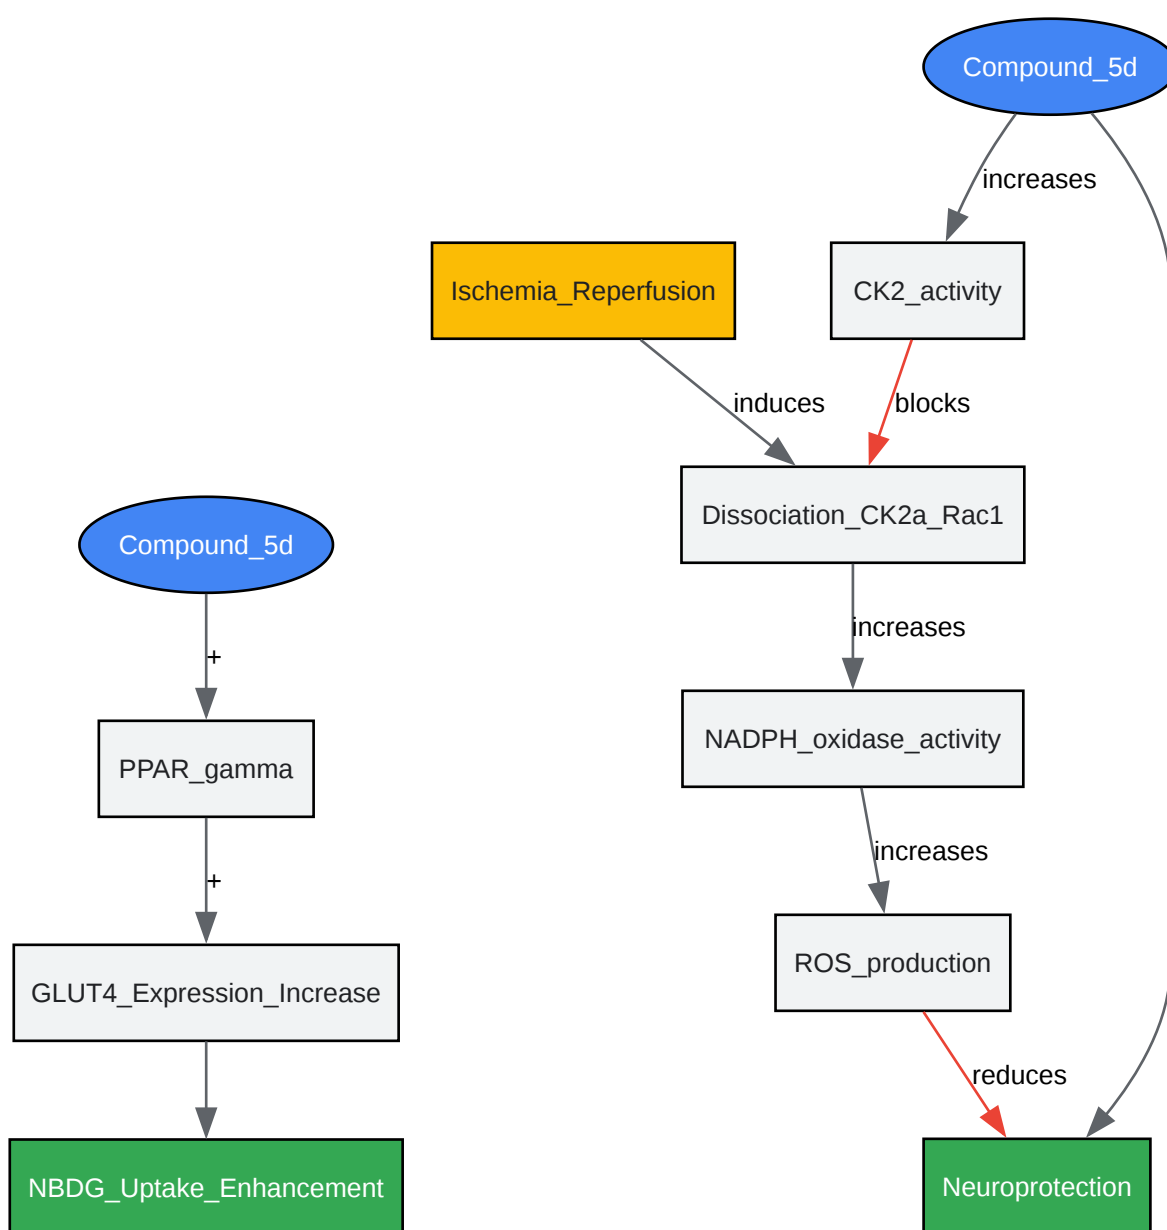 Compound_5d
increases
Ischemia_Reperfusion
CK2_activity
induces
blocks
Dissociation_CK2a_Rac1
Compound_5d
increases
+
NADPH_oxidase_activity
PPAR_gamma
increases
+
ROS_production
GLUT4_Expression_Increase
reduces
NBDG_Uptake_Enhancement
Neuroprotection